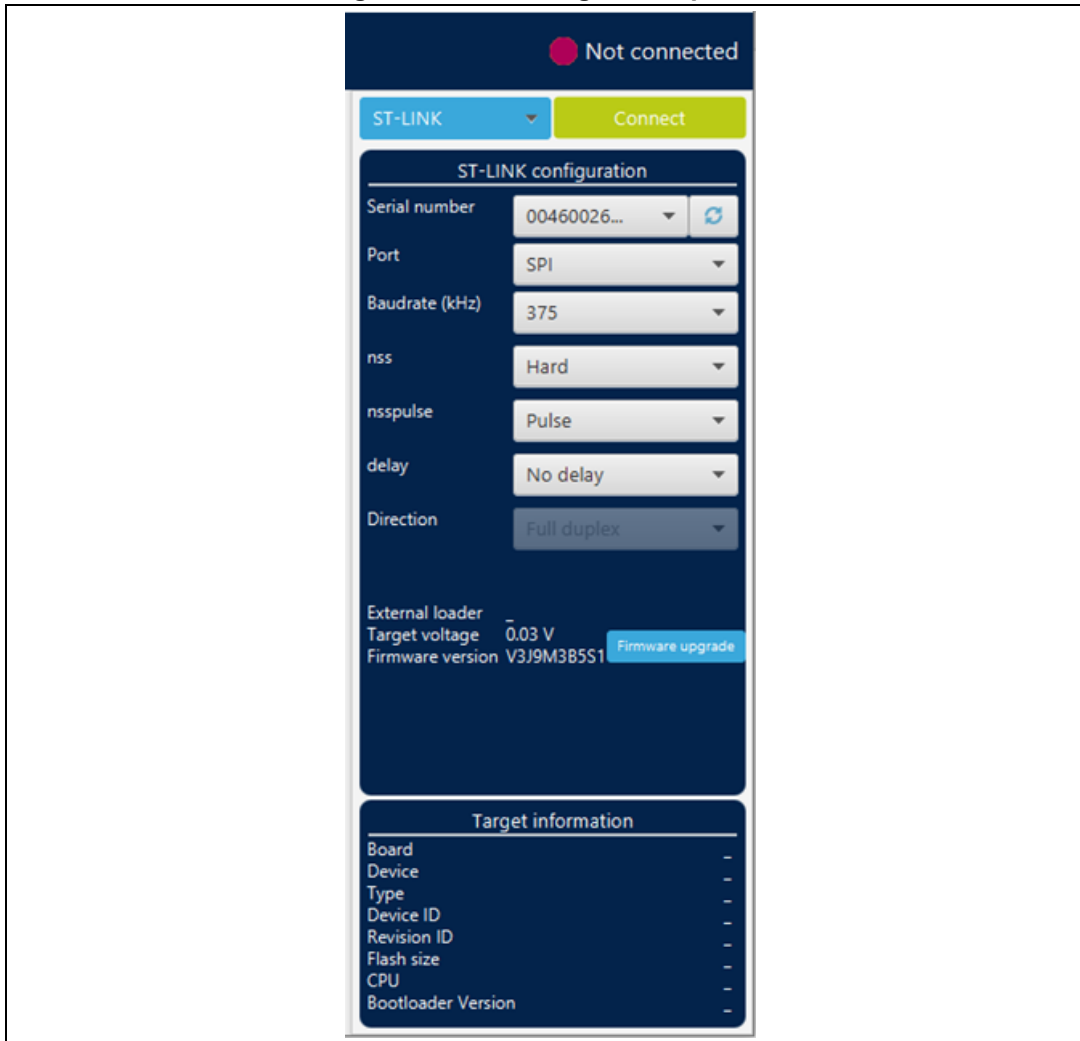 Not connected
ST-LINK Connect
ST-LINK configuration
Serial number 00460026...
Port SPI
Baudrate (kHz) 375
nss Hard
nsspulse Pulse
delay No delay
Direction Full duplex
External loader _
Target voltage 0.03 V
Firmware version V3J9M3B5S1 Firmware upgrade
Target information
Board _
Device _
Type _
Device ID _
Revision ID _
Flash size _
CPU _
Bootloader Version _